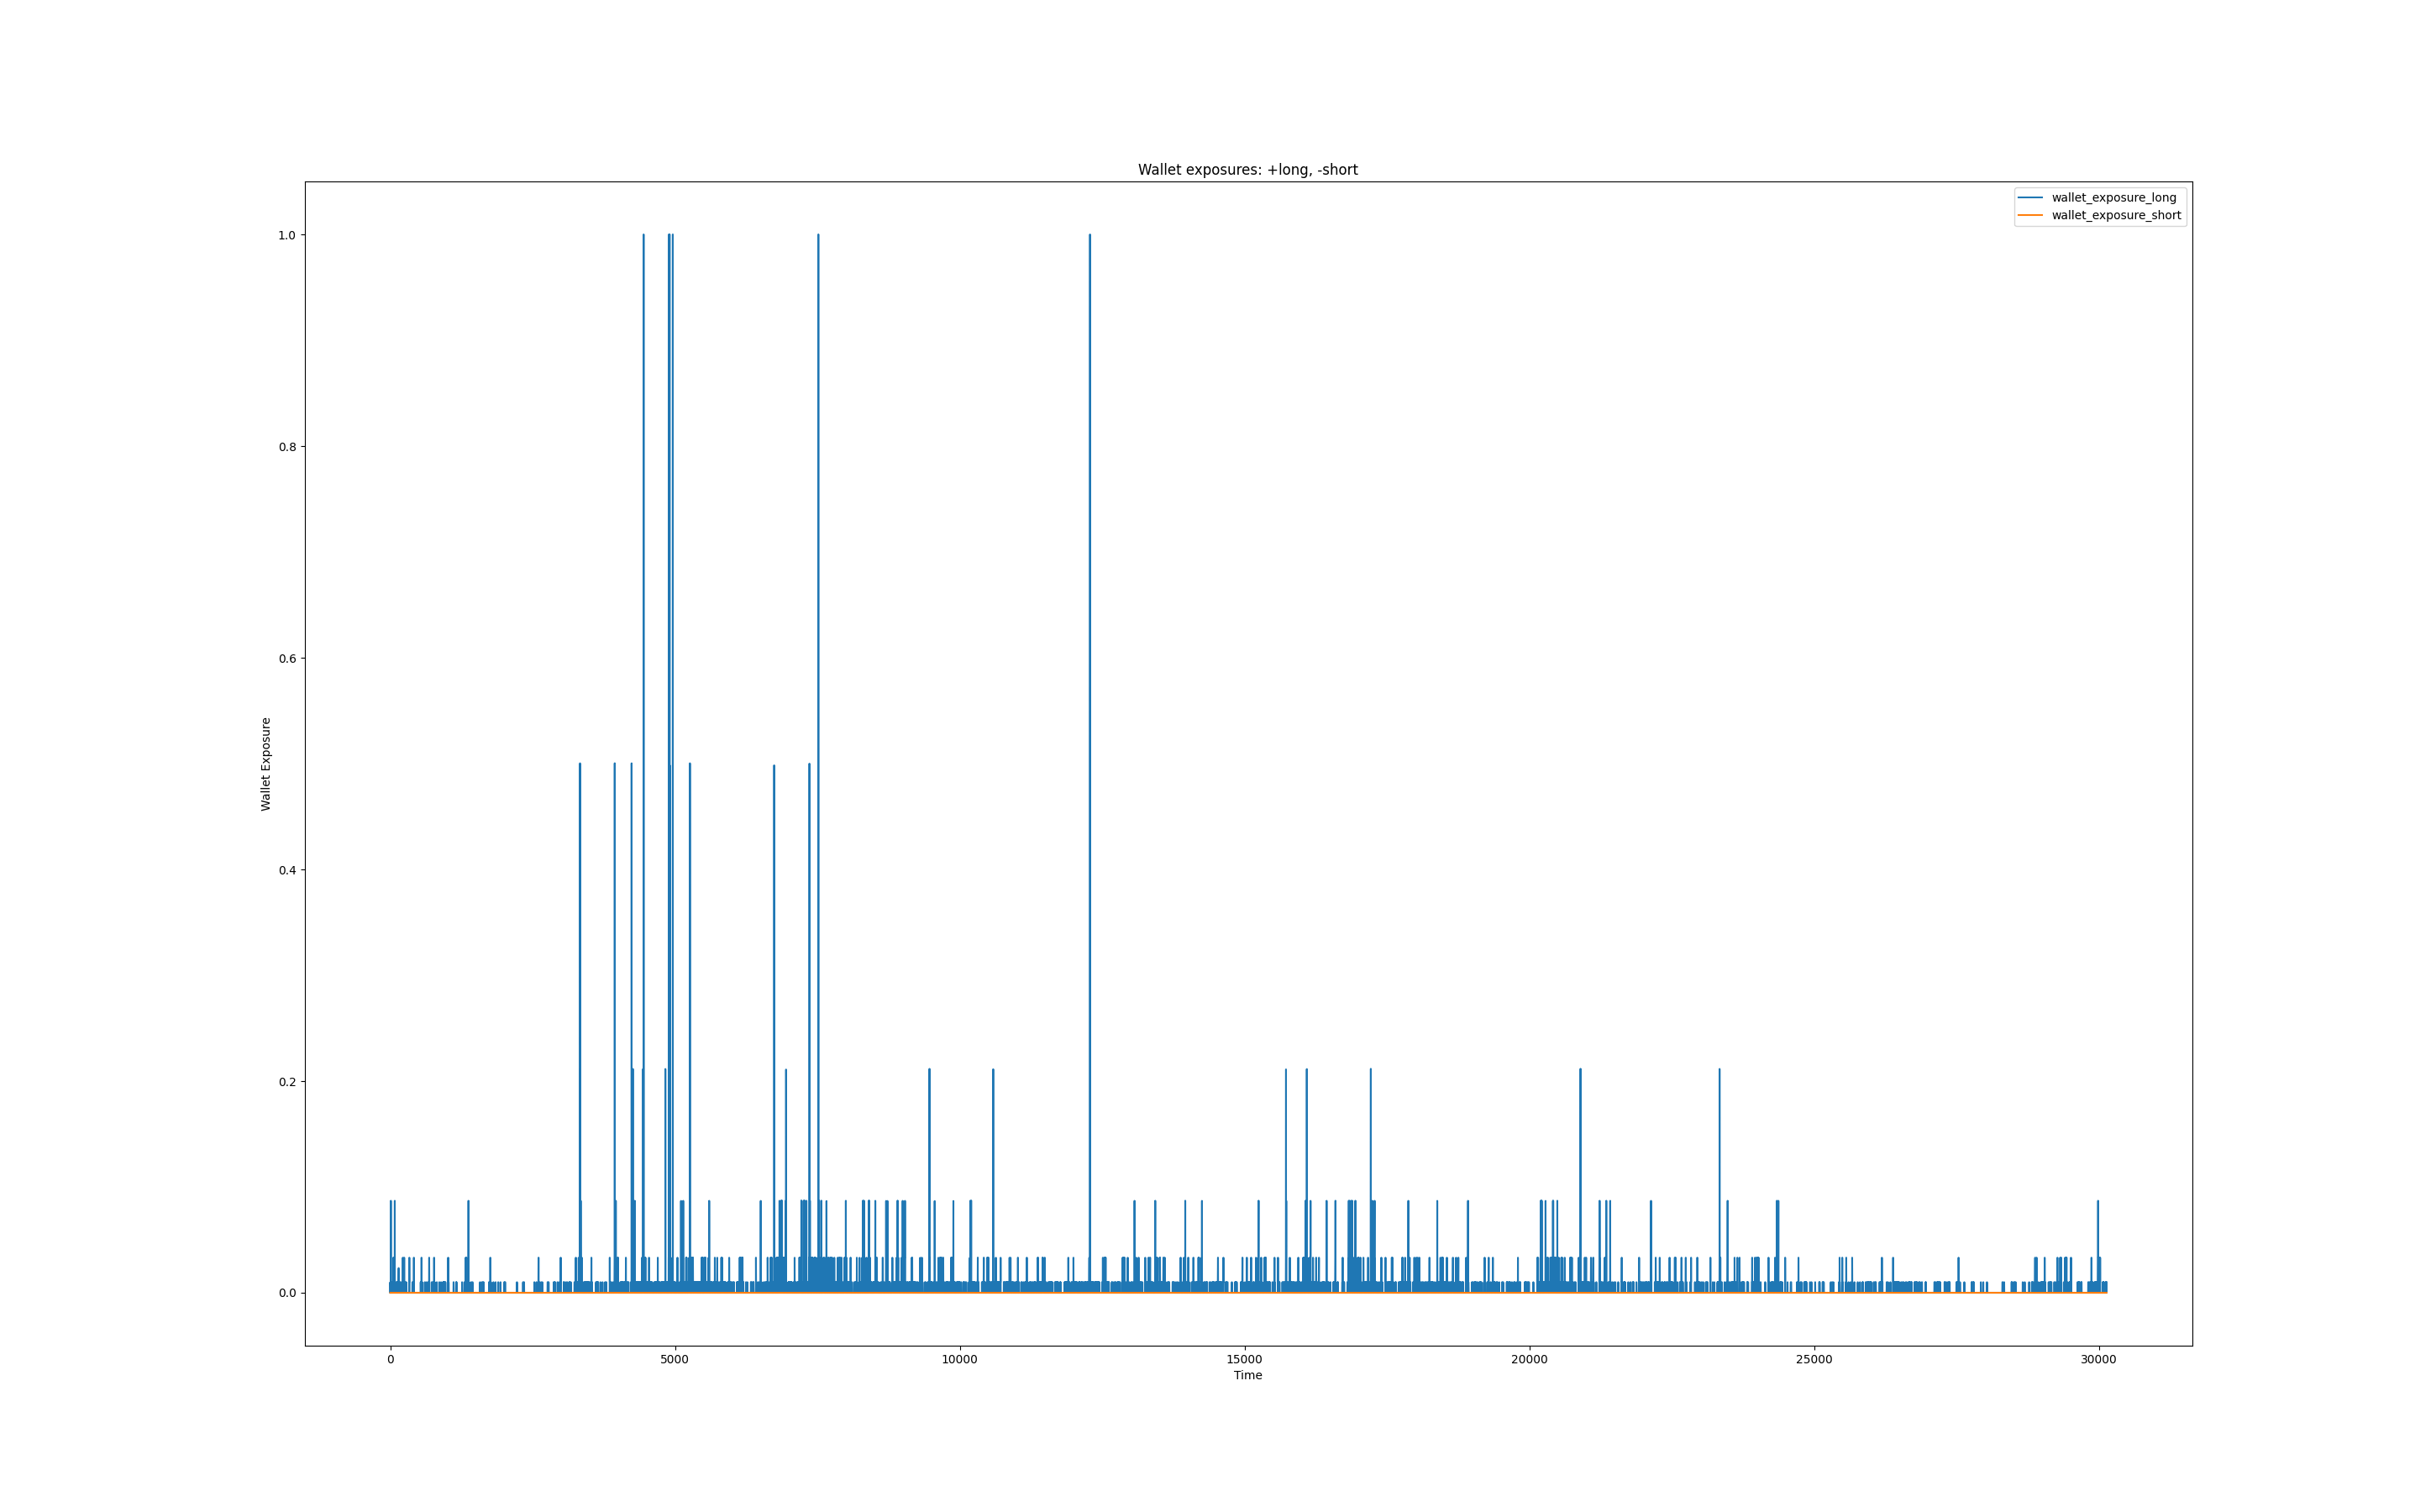 Wallet exposures: +long, -short
wallet_exposure_long
wallet_exposure_short
1.0
0.8
0.6
0.4
0.2
0.0
Wallet Exposure
0 5000 10000 15000 20000 25000 30000
Time